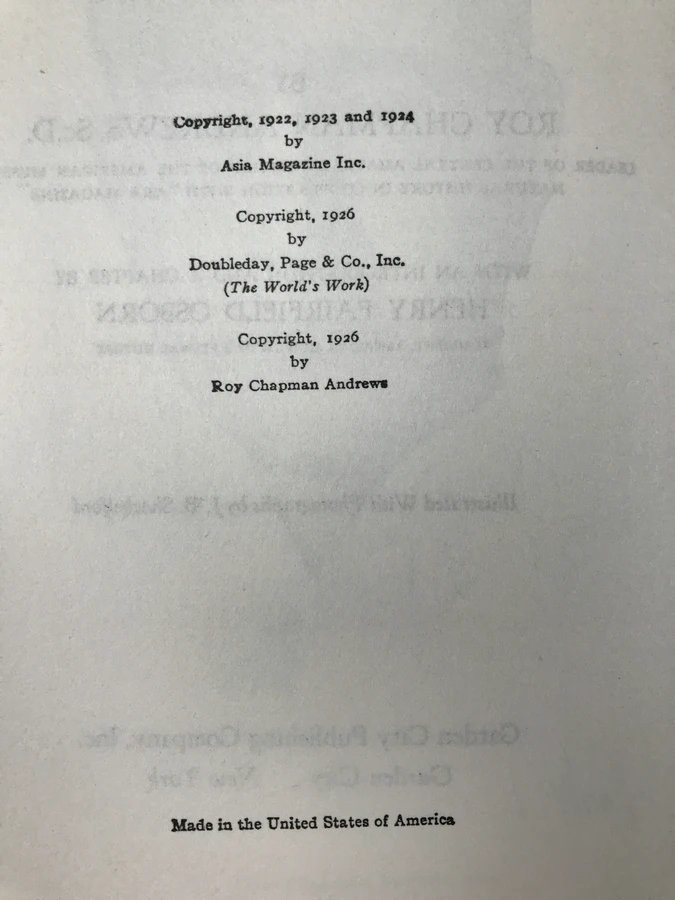 Copyright, 1922, 1923 and 1924
by
Asia Magazine Inc.
Copyright, 1926
by
Doubleday, Page & Co., Inc.
(The World's Work)
Copyright, 1926
by
Roy Chapman Andrews
Made in the United States of America